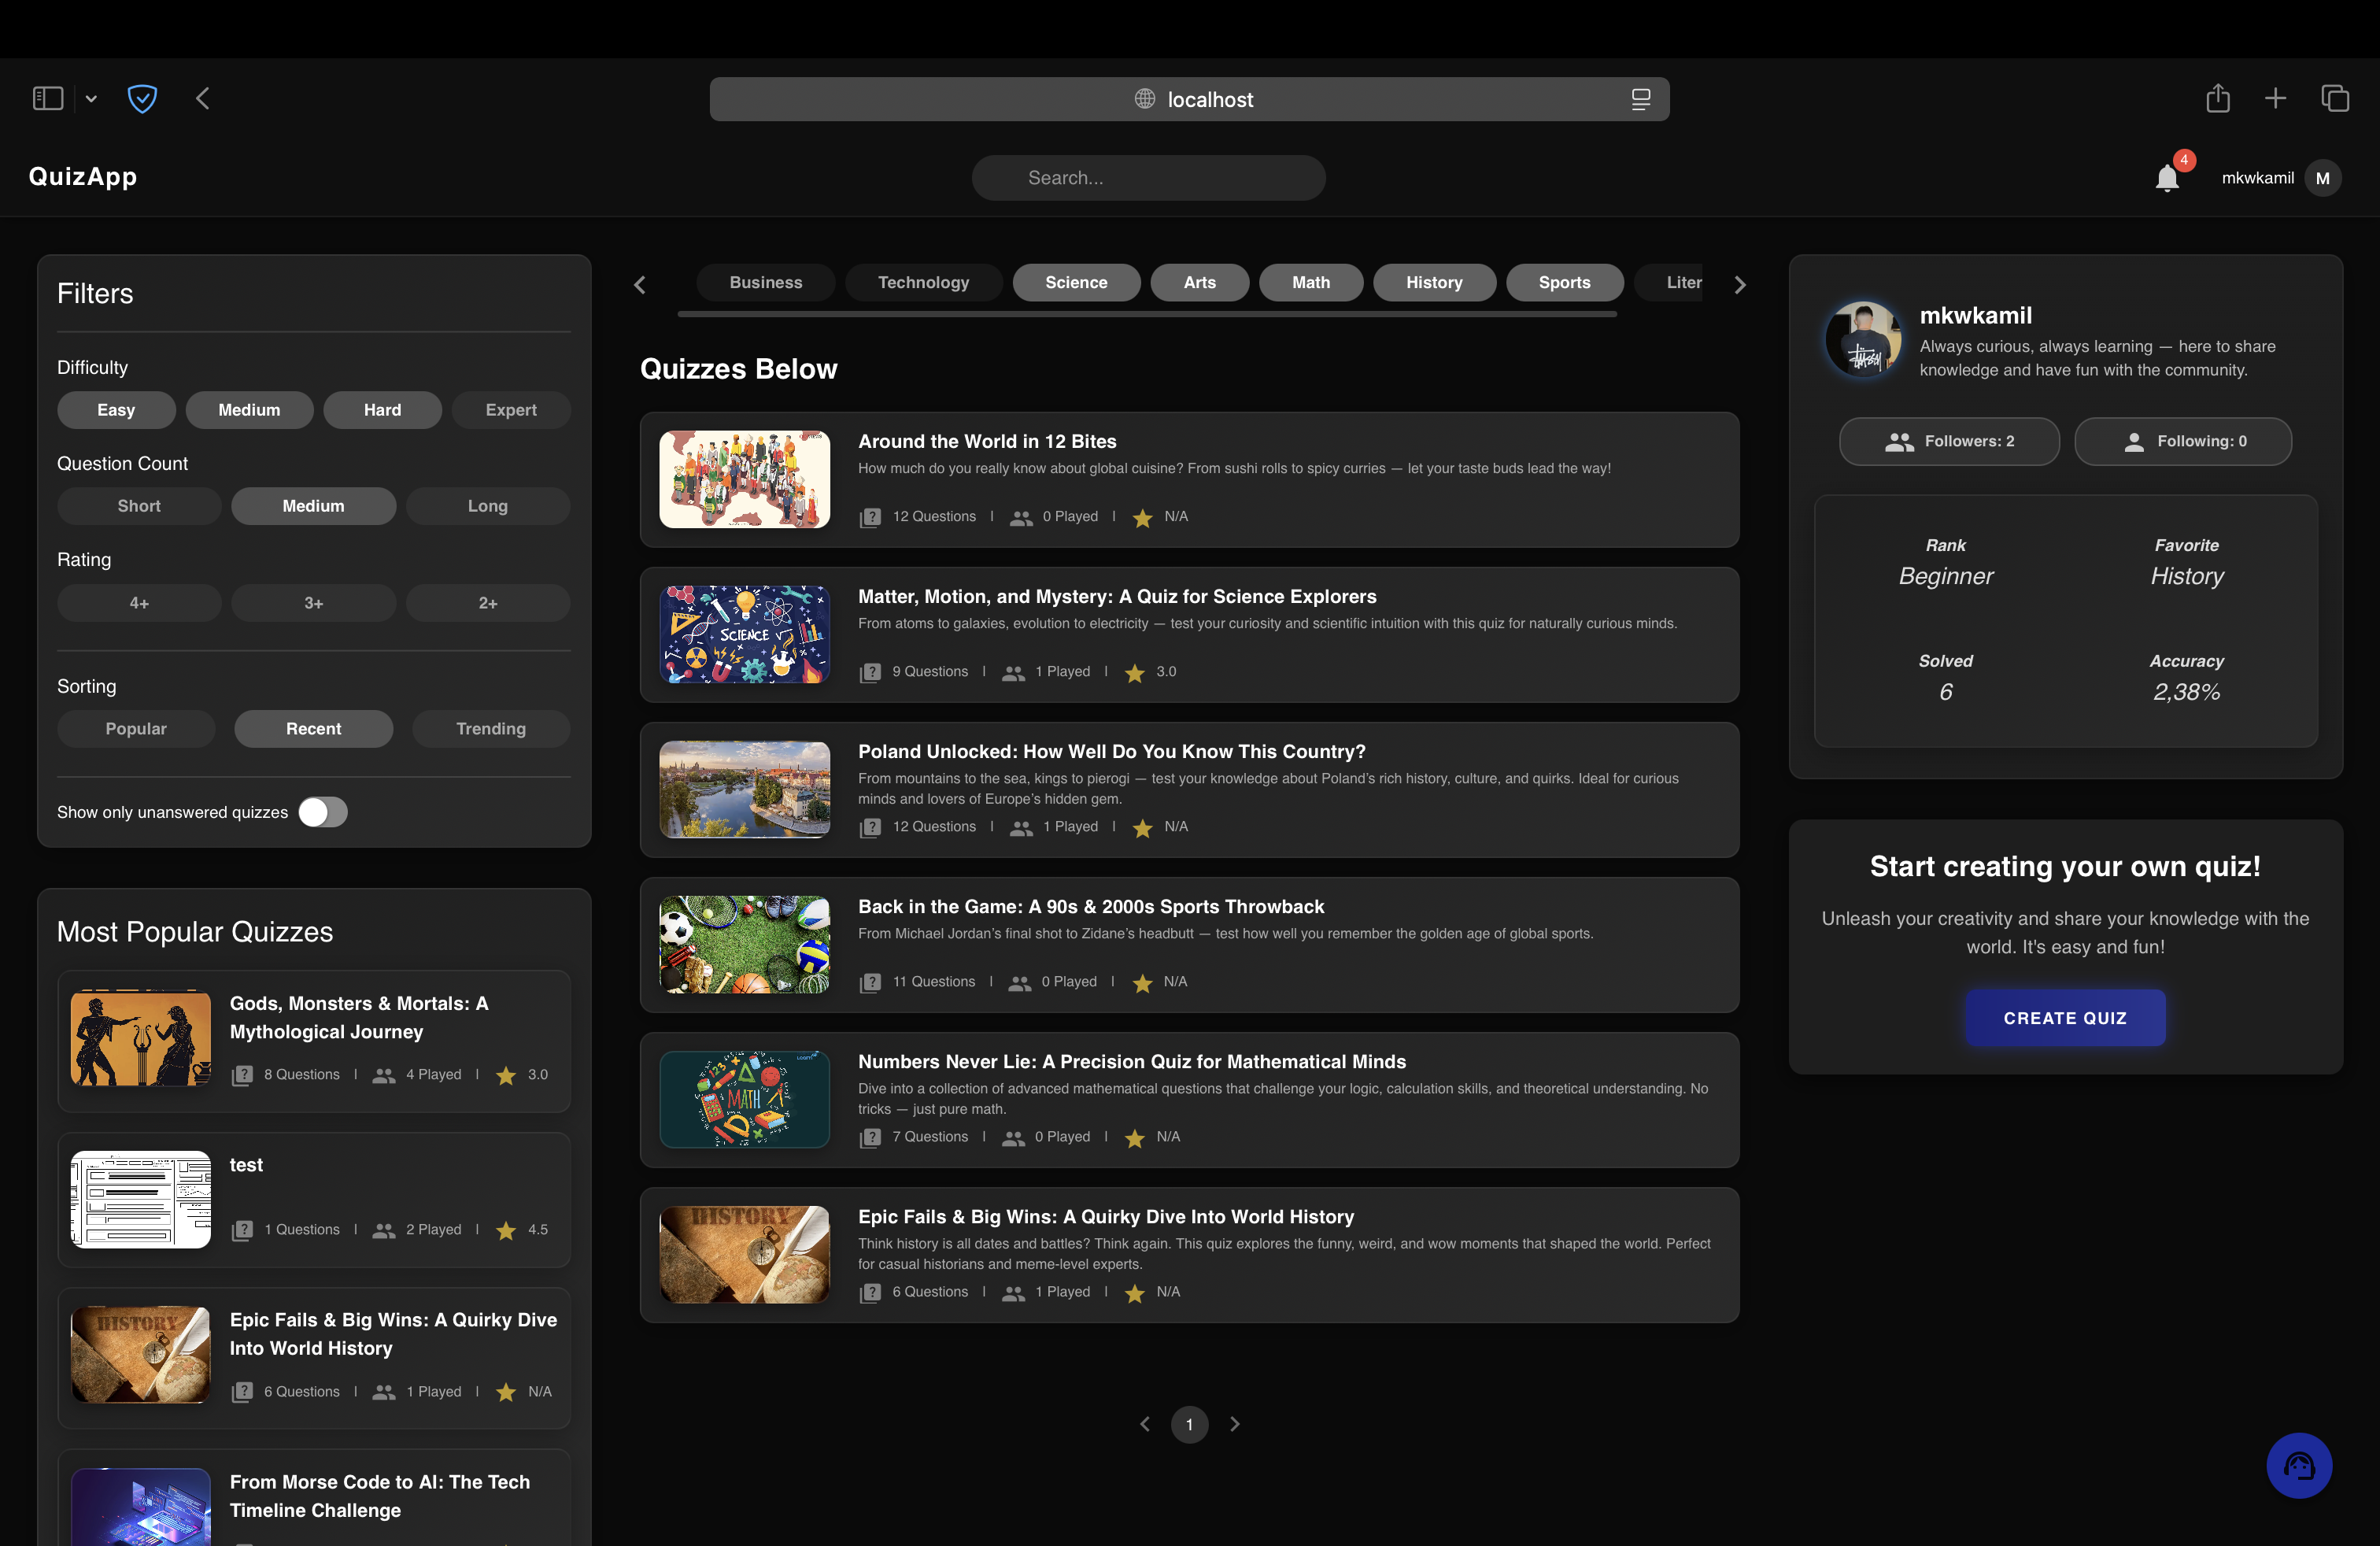 localhost
QuizApp
Search...
4
mkwkamil
M
Filters
Difficulty
Easy
Medium
Hard
Expert
Question Count
Short
Medium
Long
Rating
4+
3+
2+
Sorting
Popular
Recent
Trending
Show only unanswered quizzes
Most Popular Quizzes
Gods, Monsters & Mortals: A
Mythological Journey
8 Questions | 4 Played | 3.0
test
1 Questions | 2 Played | 4.5
HISTORY
Epic Fails & Big Wins: A Quirky Dive
Into World History
6 Questions | 1 Played | N/A
From Morse Code to AI: The Tech
Timeline Challenge
Business
Technology
Science
Arts
Math
History
Sports
Liter
Quizzes Below
Around the World in 12 Bites
How much do you really know about global cuisine? From sushi rolls to spicy curries — let your taste buds lead the way!
12 Questions | 0 Played | N/A
SCIENCE
Matter, Motion, and Mystery: A Quiz for Science Explorers
From atoms to galaxies, evolution to electricity — test your curiosity and scientific intuition with this quiz for naturally curious minds.
9 Questions | 1 Played | 3.0
Poland Unlocked: How Well Do You Know This Country?
From mountains to the sea, kings to pierogi — test your knowledge about Poland’s rich history, culture, and quirks. Ideal for curious
minds and lovers of Europe’s hidden gem.
12 Questions | 1 Played | N/A
Back in the Game: A 90s & 2000s Sports Throwback
From Michael Jordan’s final shot to Zidane’s headbutt — test how well you remember the golden age of global sports.
11 Questions | 0 Played | N/A
123
MATH
Numbers Never Lie: A Precision Quiz for Mathematical Minds
Dive into a collection of advanced mathematical questions that challenge your logic, calculation skills, and theoretical understanding. No
tricks — just pure math.
7 Questions | 0 Played | N/A
HISTORY
Epic Fails & Big Wins: A Quirky Dive Into World History
Think history is all dates and battles? Think again. This quiz explores the funny, weird, and wow moments that shaped the world. Perfect
for casual historians and meme-level experts.
6 Questions | 1 Played | N/A
1
mkwkamil
Always curious, always learning — here to share
knowledge and have fun with the community.
Followers: 2
Following: 0
Rank
Beginner
Favorite
History
Solved
6
Accuracy
2,38%
Start creating your own quiz!
Unleash your creativity and share your knowledge with the
world. It's easy and fun!
CREATE QUIZ